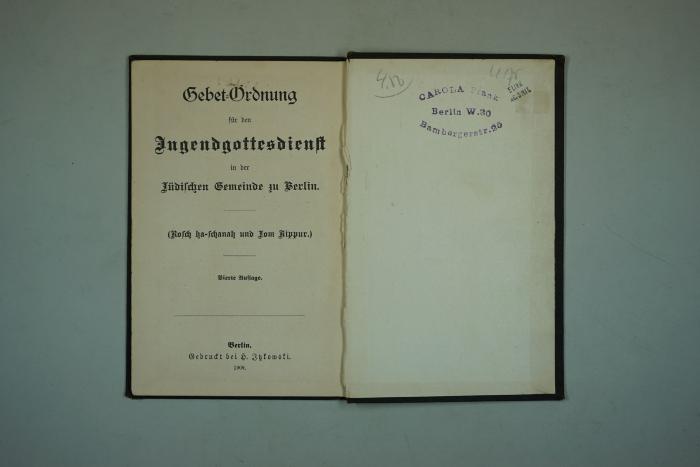 Gebet-Ordnung
für den
Jugendgottesdienst
in der
Jüdischen Gemeinde zu Berlin.
(Rosch ha-schanah und Jom Kippur.)
Vierte Auflage.
Berlin.
Gedruckt bei H. Itzkowski.
CAROLA
Berlin W.30
Bambergerstr.